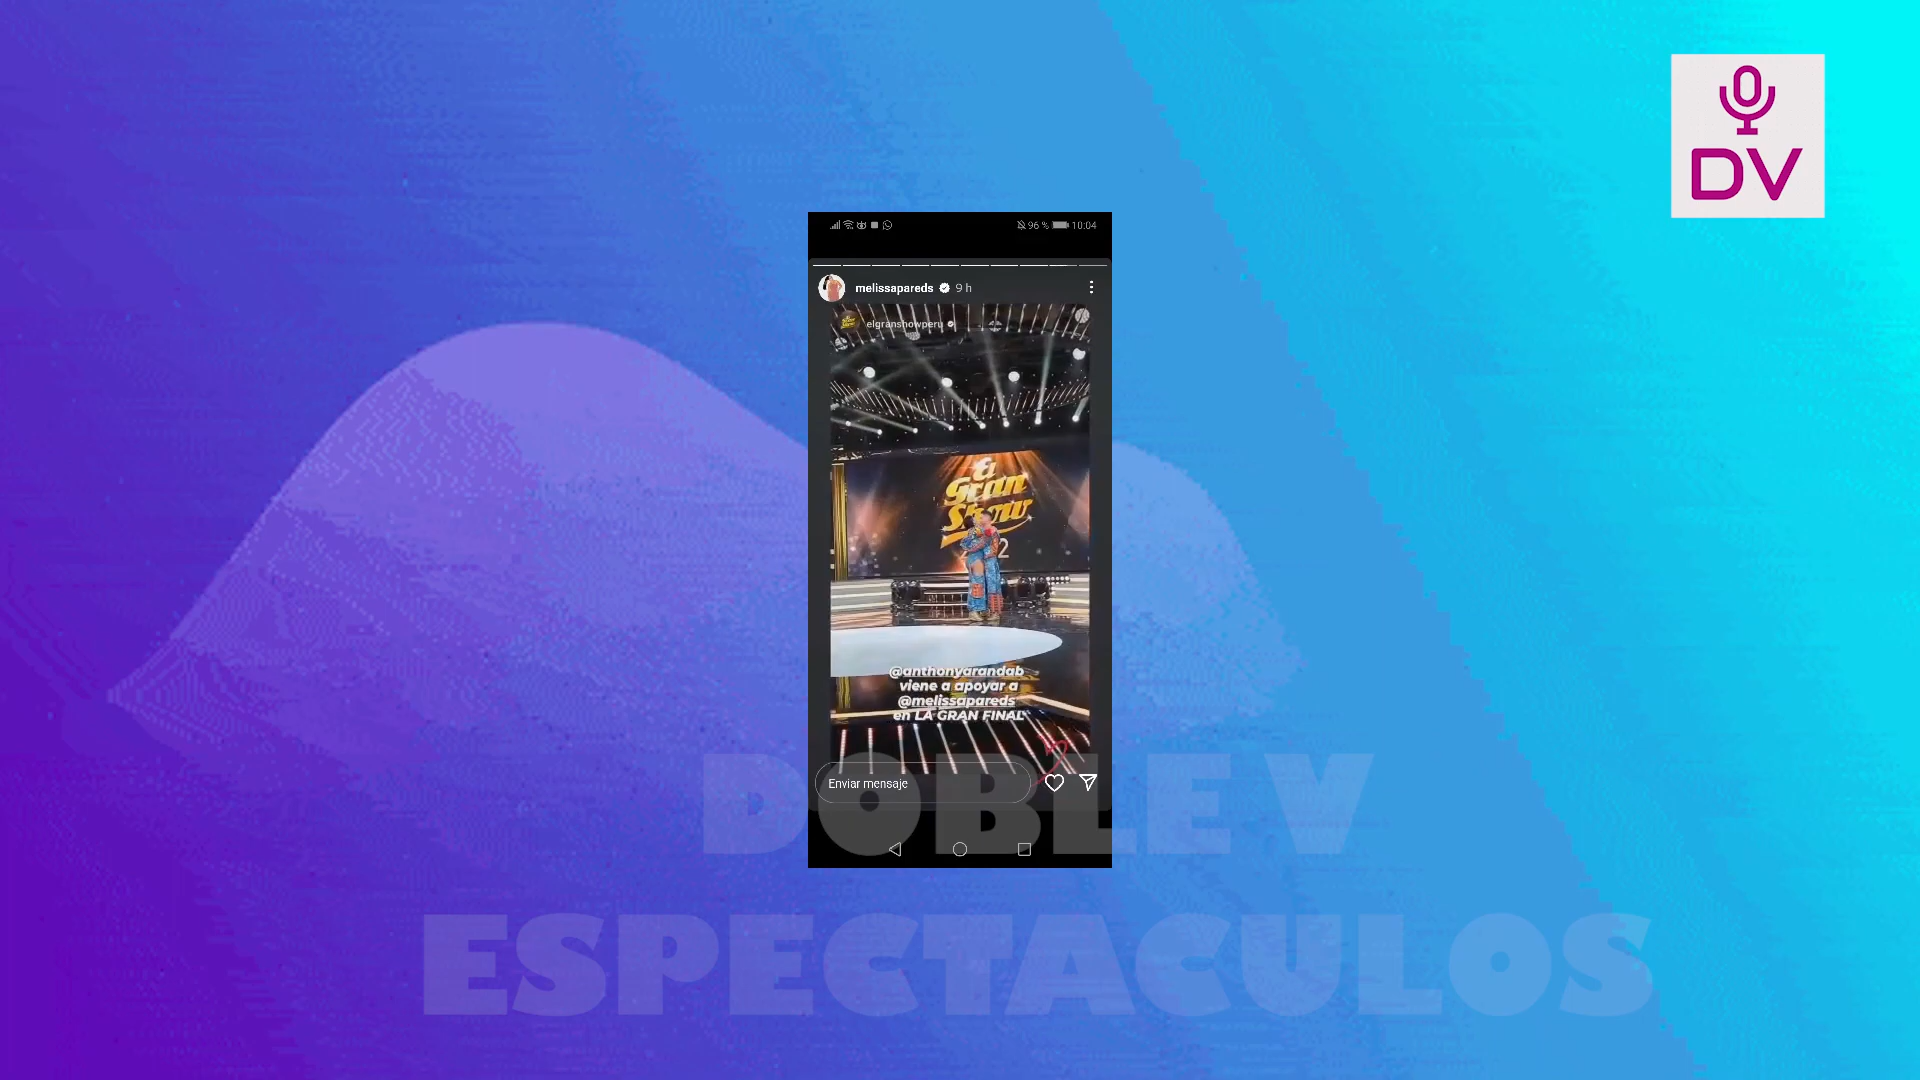 DV
96 % 10:04
melissapareds 9 h
elgranshowperu
El
Gran
Show
@anthonyarandab
viene a apoyar a
@melissapareds
en LA GRAN FINAL
Enviar mensaje
DOBLE V
ESPECTACULOS